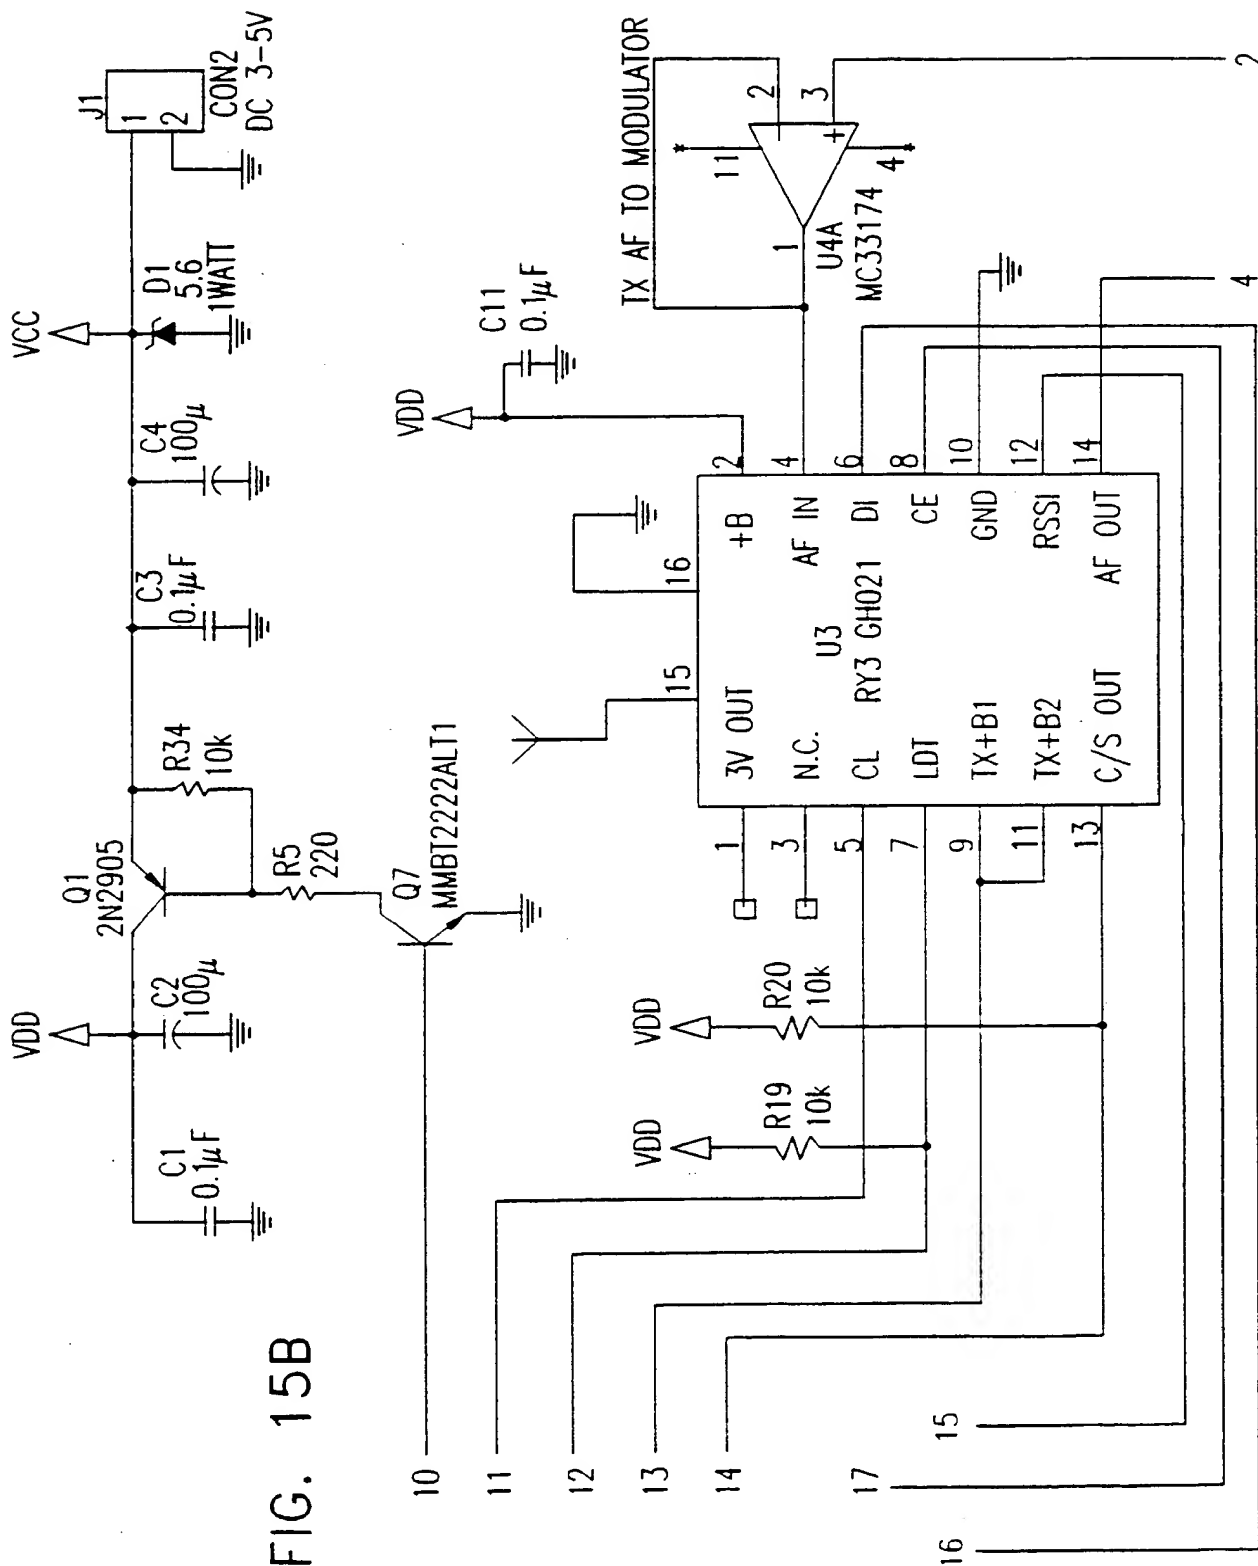 FIG. 15B
VDD
C1
0.1µF
C2
100µ
Q1
2N2905
R34
10k
R5
220
Q7
MMBT2222ALT1
C3
0.1µF
C4
100µ
VCC
D1
5.6
1WATT
J1
1
2
CON2
DC 3-5V
10
11
12
13
14
15
17
16
VDD
R19
10k
VDD
R20
10k
VDD
C11
0.1µF
15
16
1
3
5
7
9
11
13
3V OUT
N.C.
CL
LDT
TX+B1
TX+B2
C/S OUT
U3
RY3 GH021
+B
AF IN
DI
CE
GND
RSSI
AF OUT
2
4
6
8
10
12
14
TX AF TO MODULATOR
1
U4A
MC33174
11
4
2
3
+
2
4